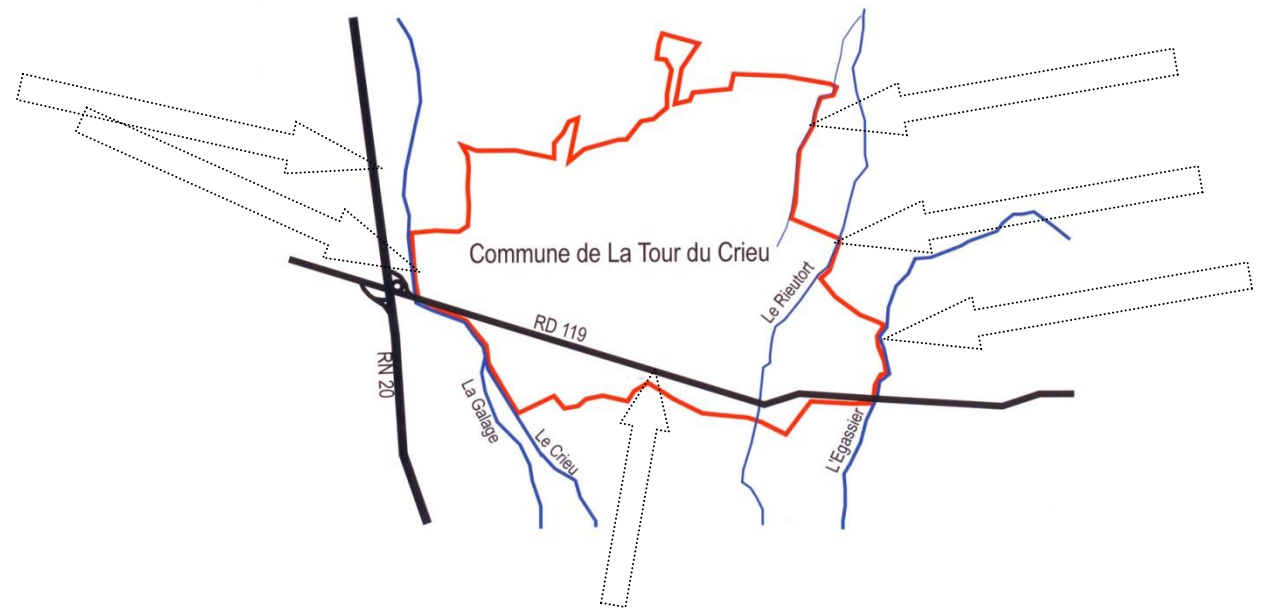 Commune de La Tour du Crieu
Le Rieutort
RD 119
RN 20
La Galage
Le Crieu
L'Egassier